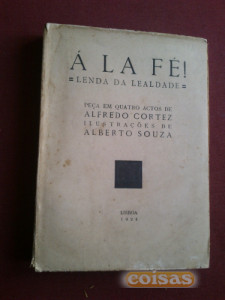 Á LA FÉ!
= LENDA DA LEALDADE =
PEÇA EM QUATRO ACTOS DE
ALFREDO CORTEZ
ILUSTRAÇÕES DE
ALBERTO SOUZA
LISBOA
coisas